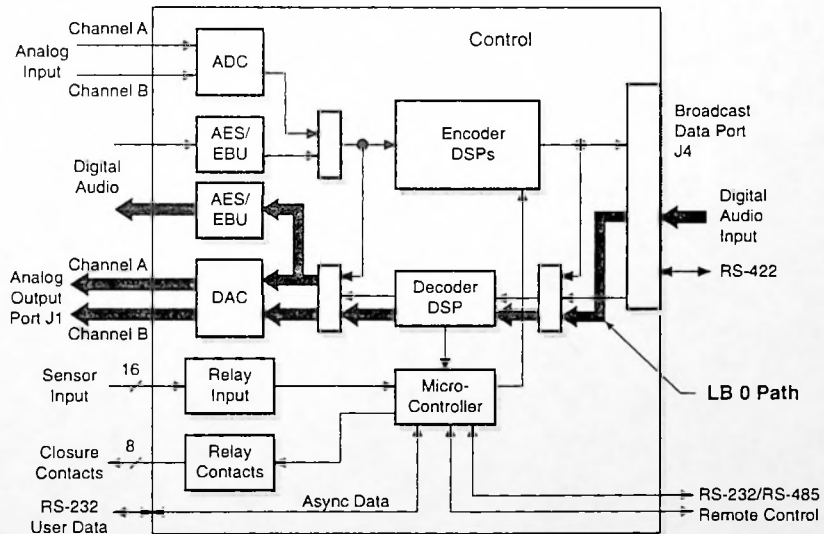 Channel A
Analog
Input
Channel B
ADC
Control
AES/
EBU
Encoder
DSPs
Broadcast
Data Port
J4
Digital Audio
AES/
EBU
Digital
Audio
Input
Channel A
Analog
Output
Port J1
Channel B
DAC
Decoder
DSP
RS-422
Sensor
Input
16
Relay
Input
Micro-
Controller
LB 0 Path
Closure
Contacts
8
Relay
Contacts
RS-232
User Data
Async Data
RS-232/RS-485
Remote Control